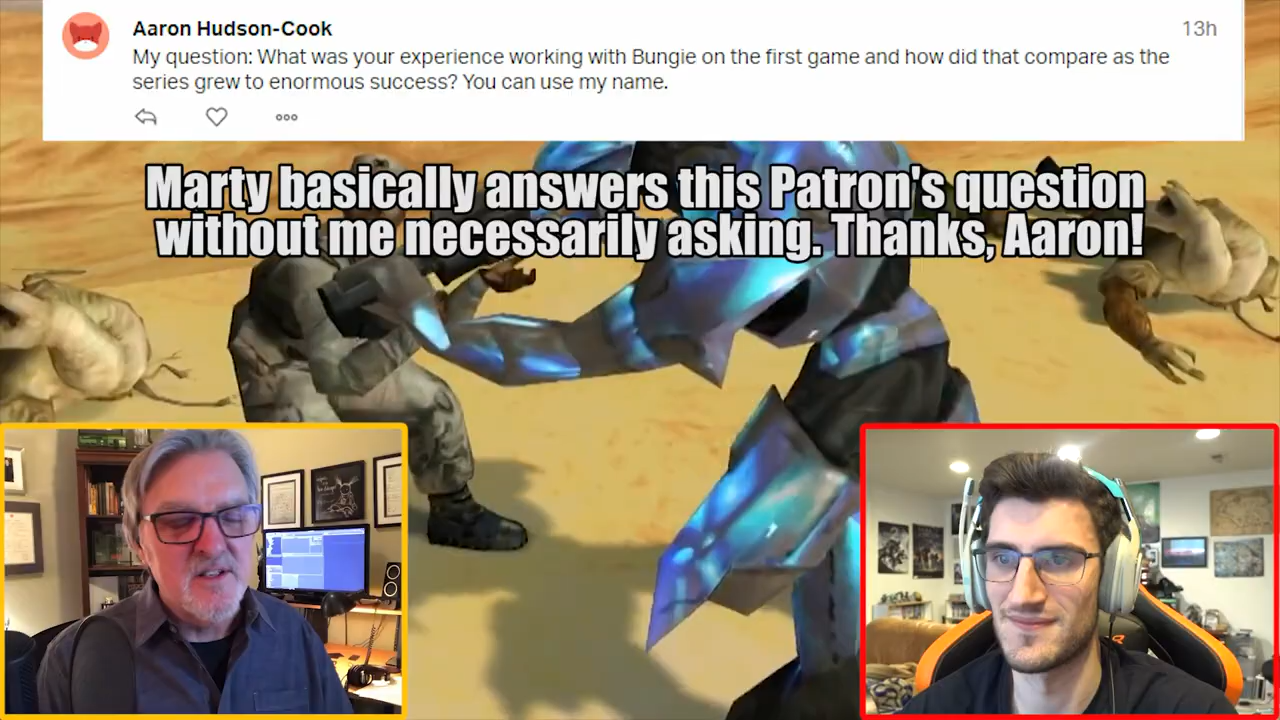 Aaron Hudson-Cook
13h
My question: What was your experience working with Bungie on the first game and how did that compare as the
series grew to enormous success? You can use my name.
Marty basically answers this Patron's question
without me necessarily asking. Thanks, Aaron!